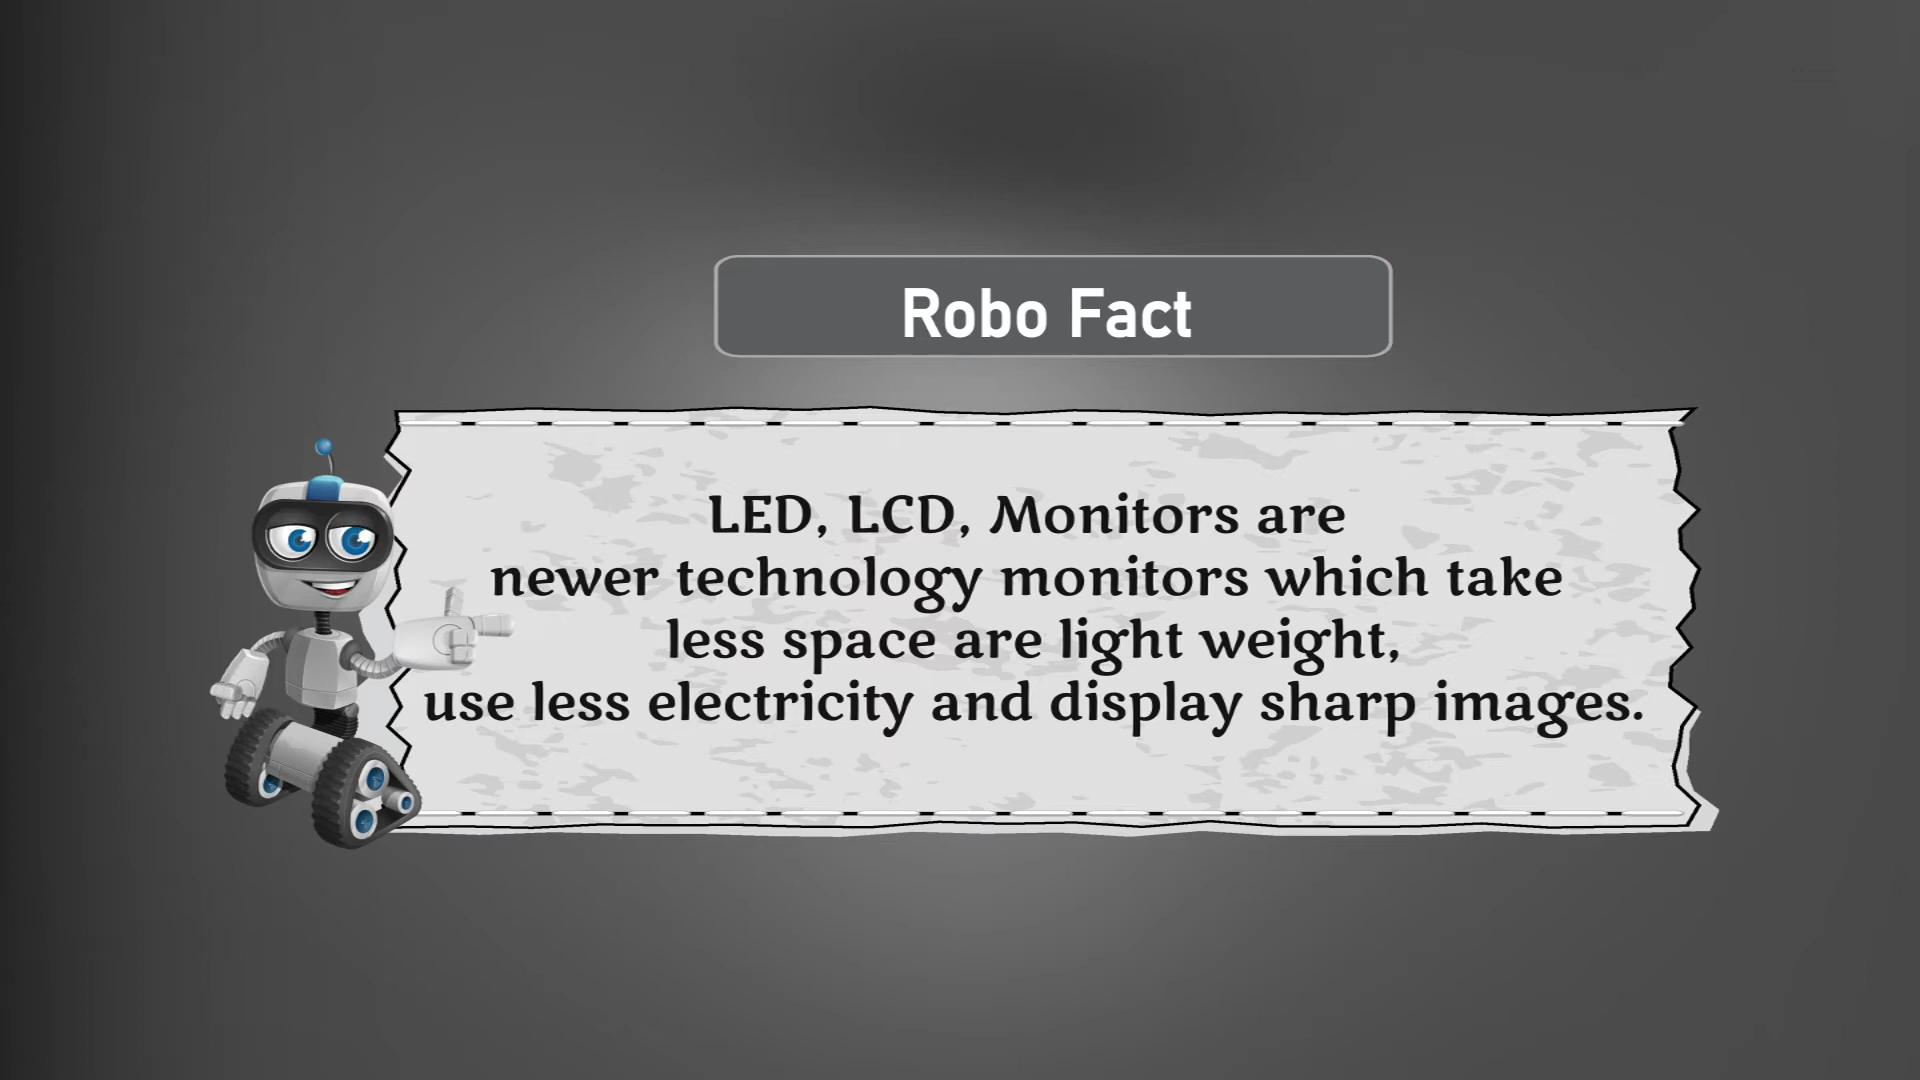 Robo Fact
LED, LCD, Monitors are
newer technology monitors which take
less space are light weight,
use less electricity and display sharp images.